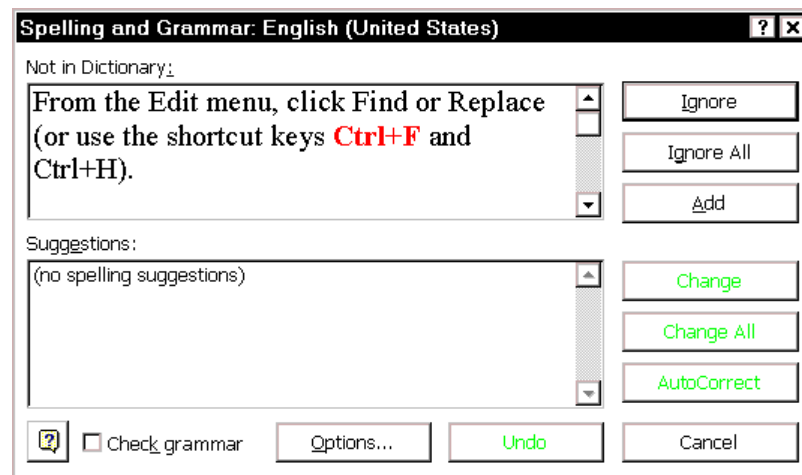 Spelling and Grammar: English (United States)
Not in Dictionary:
From the Edit menu, click Find or Replace
(or use the shortcut keys Ctrl+F and
Ctrl+H).
Ignore
Ignore All
Add
Suggestions:
(no spelling suggestions)
Change
Change All
AutoCorrect
Check grammar
Options...
Undo
Cancel